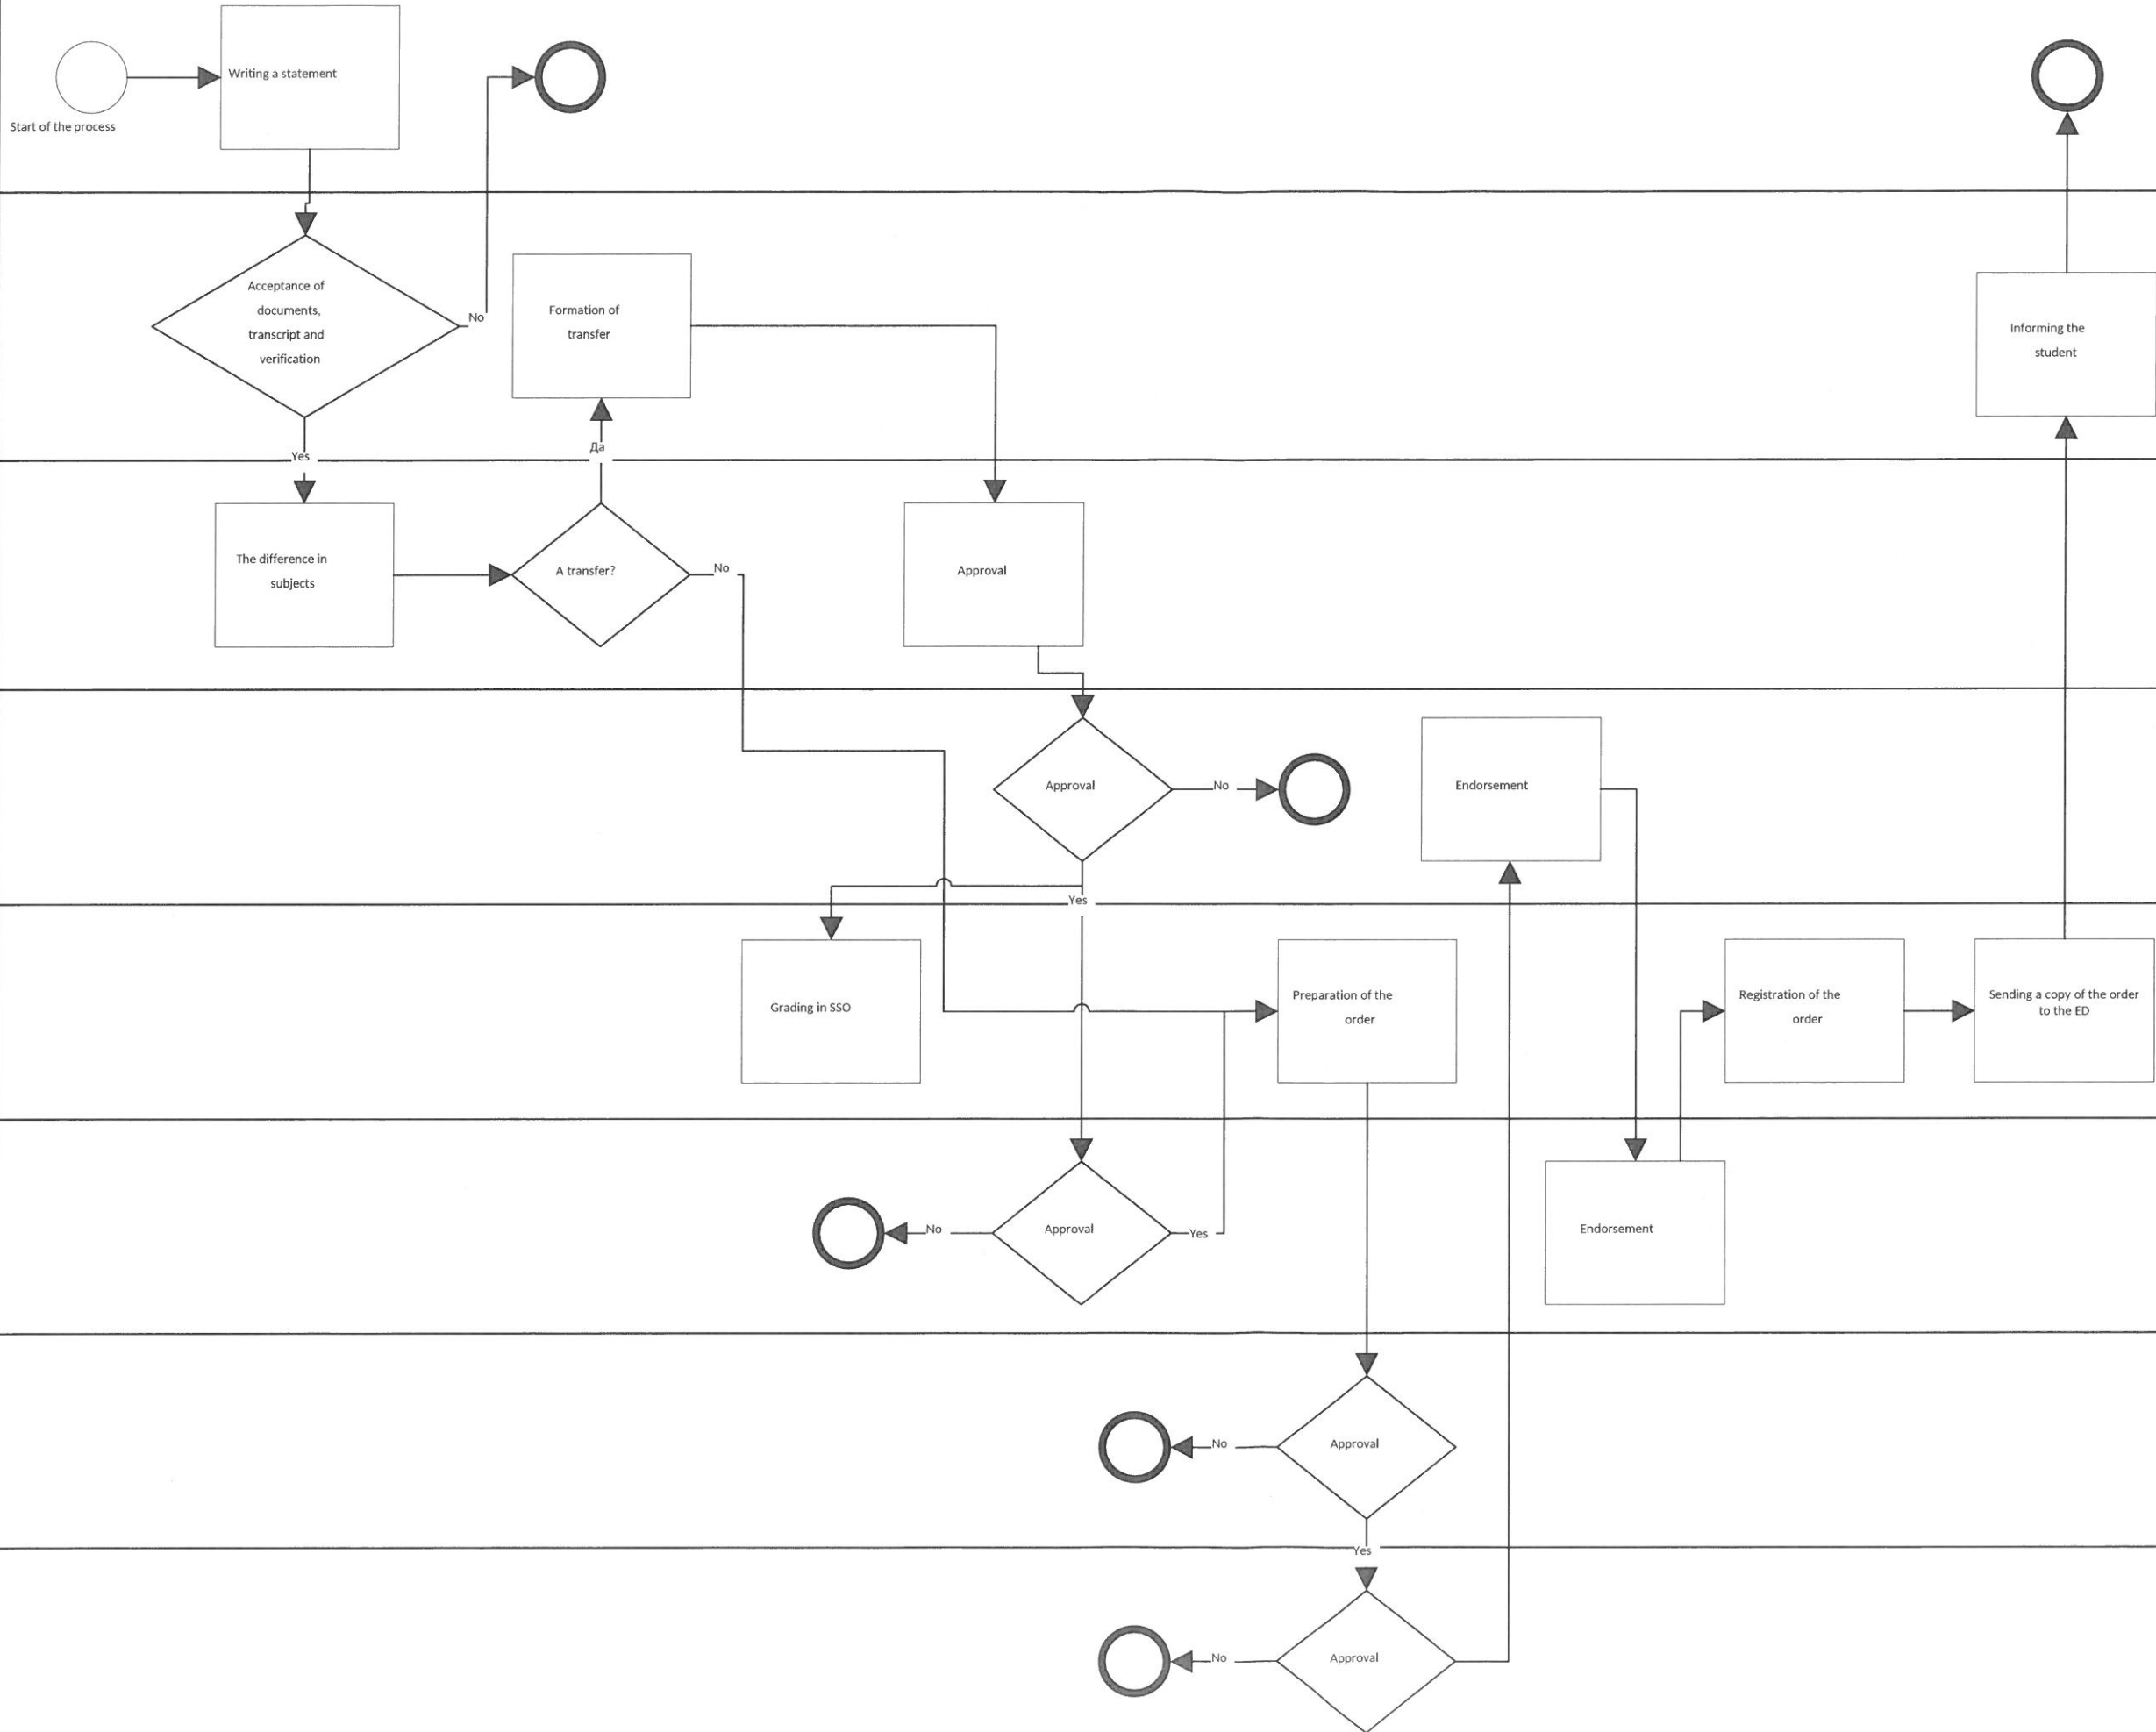 Writing a statement
Start of the process
Acceptance of
documents,
transcript and
verification
No
Formation of
transfer
Informing the
student
Yes
Да
The difference in
subjects
A transfer?
No
Approval
Approval
No
Endorsement
Yes
Grading in SSO
Preparation of the
order
Registration of the
order
Sending a copy of the order
to the ED
No
Approval
Yes
Endorsement
No
Approval
Yes
No
Approval